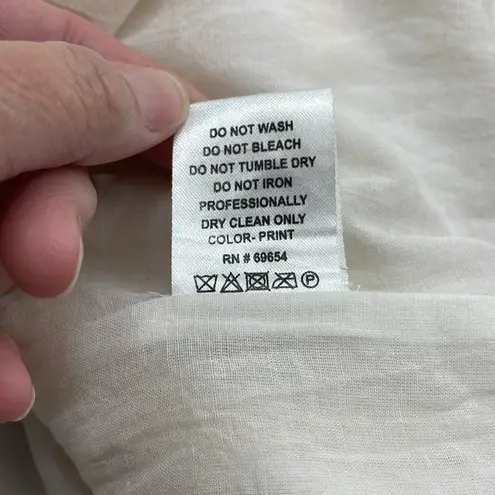 DO NOT WASH
DO NOT BLEACH
DO NOT TUMBLE DRY
DO NOT IRON
PROFESSIONALLY
DRY CLEAN ONLY
COLOR- PRINT
RN # 69654
P